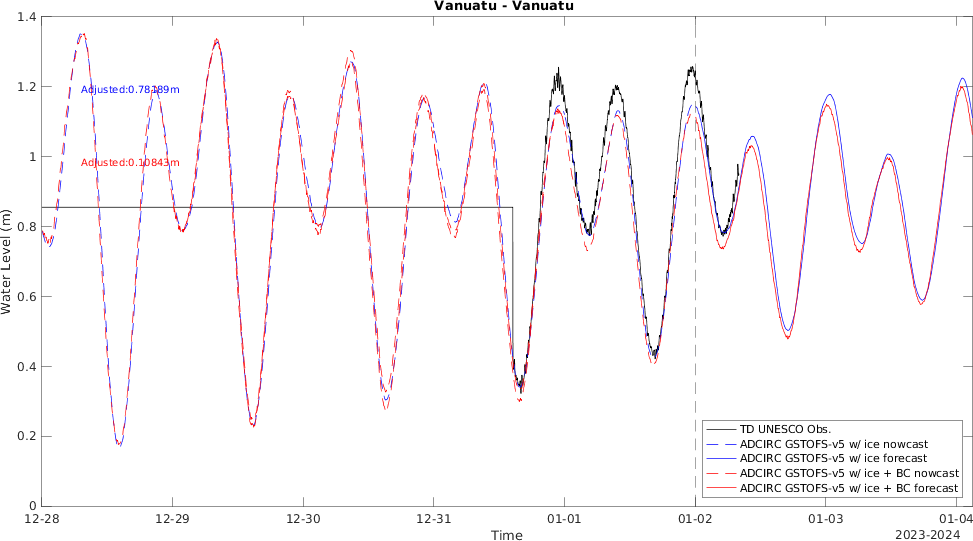 Vanuatu - Vanuatu
1.4
1.2
1
0.8
0.6
0.4
0.2
0
Water Level (m)
Adjusted:0.78189m
Adjusted:0.10843m
TD UNESCO Obs.
ADCIRC GSTOFS-v5 w/ ice nowcast
ADCIRC GSTOFS-v5 w/ ice forecast
ADCIRC GSTOFS-v5 w/ ice + BC nowcast
ADCIRC GSTOFS-v5 w/ ice + BC forecast
12-28 12-29 12-30 12-31 01-01 01-02 01-03 01-04
Time
2023-2024